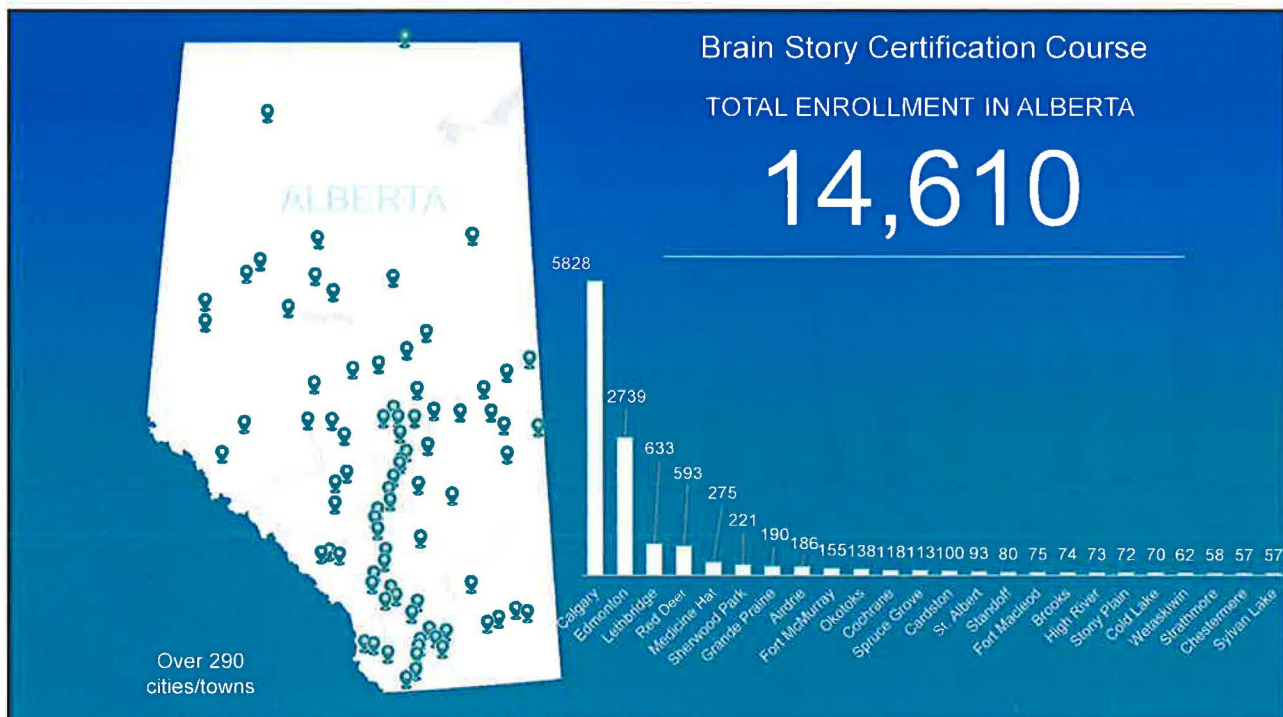 Brain Story Certification Course
TOTAL ENROLLMENT IN ALBERTA
14,610
ALBERTA
5828
2739
633
593
275
221
190
186
155
138
118
113
100
93
80
75
74
73
72
70
62
58
57
57
Calgary
Edmonton
Lethbridge
Red Deer
Medicine Hat
Sherwood Park
Grande Prairie
Airdrie
Fort McMurray
Okotoks
Cochrane
Spruce Grove
Cardston
St. Albert
Standoff
Fort Macleod
Brooks
High River
Stony Plain
Cold Lake
Wetaskiwin
Strathmore
Chestermere
Sylvan Lake
Over 290
cities/towns